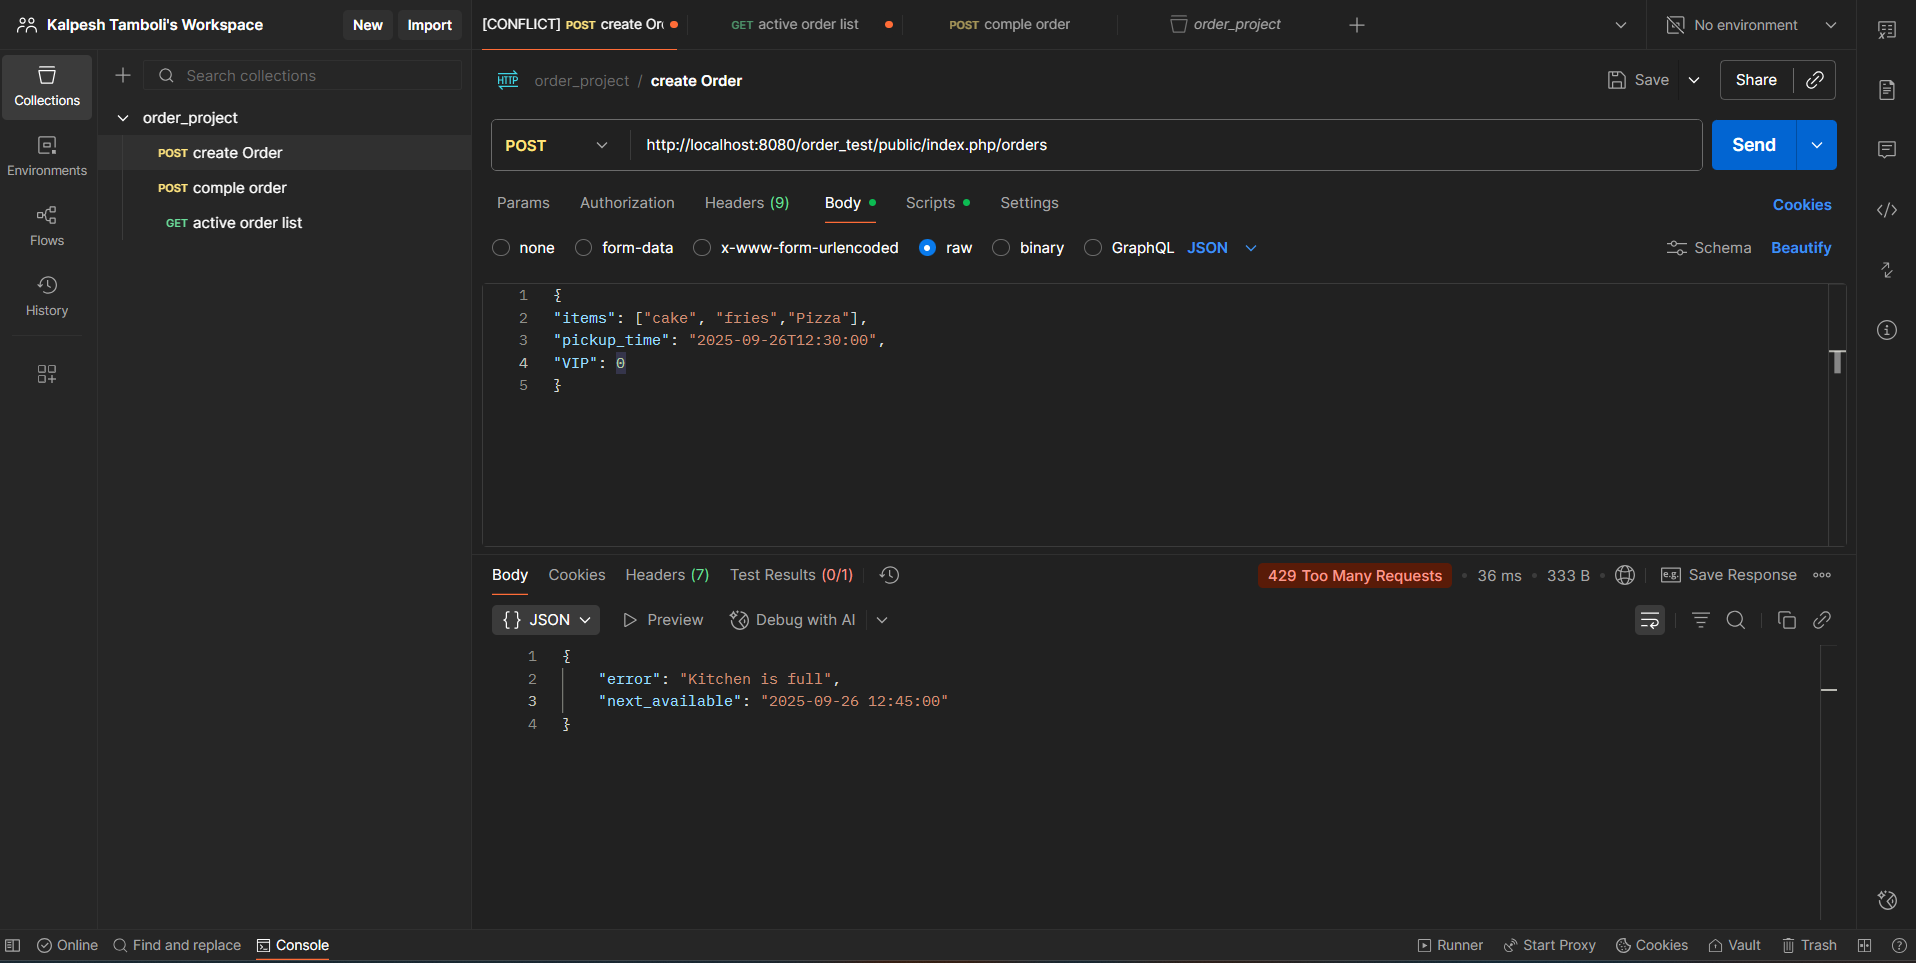 Kalpesh Tamboli's Workspace
New
Import
[CONFLICT] POST create Or
GET active order list
POST comple order
order_project
No environment
Collections
Environments
Flows
History
Search collections
order_project
POST create Order
POST comple order
GET active order list
HTTP order_project / create Order
Save
Share
POST
http://localhost:8080/order_test/public/index.php/orders
Send
Params
Authorization
Headers (9)
Body
Scripts
Settings
Cookies
none
form-data
x-www-form-urlencoded
raw
binary
GraphQL
JSON
Schema
Beautify
1 {
2 "items": ["cake", "fries","Pizza"],
3 "pickup_time": "2025-09-26T12:30:00",
4 "VIP": 0
5 }
Body
Cookies
Headers (7)
Test Results (0/1)
429 Too Many Requests
36 ms
333 B
e.g. Save Response
{} JSON
Preview
Debug with AI
1 {
2 "error": "Kitchen is full",
3 "next_available": "2025-09-26 12:45:00"
4 }
Online
Find and replace
Console
Runner
Start Proxy
Cookies
Vault
Trash